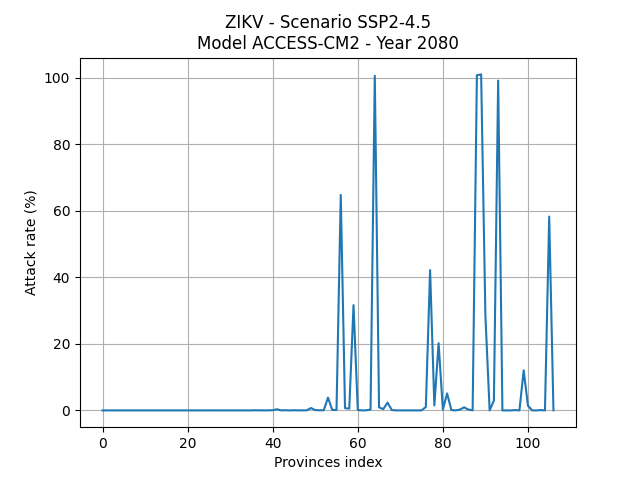 ZIKV - Scenario SSP2-4.5
Model ACCESS-CM2 - Year 2080
100
80
60
40
20
0
Attack rate (%)
0 20 40 60 80 100
Provinces index